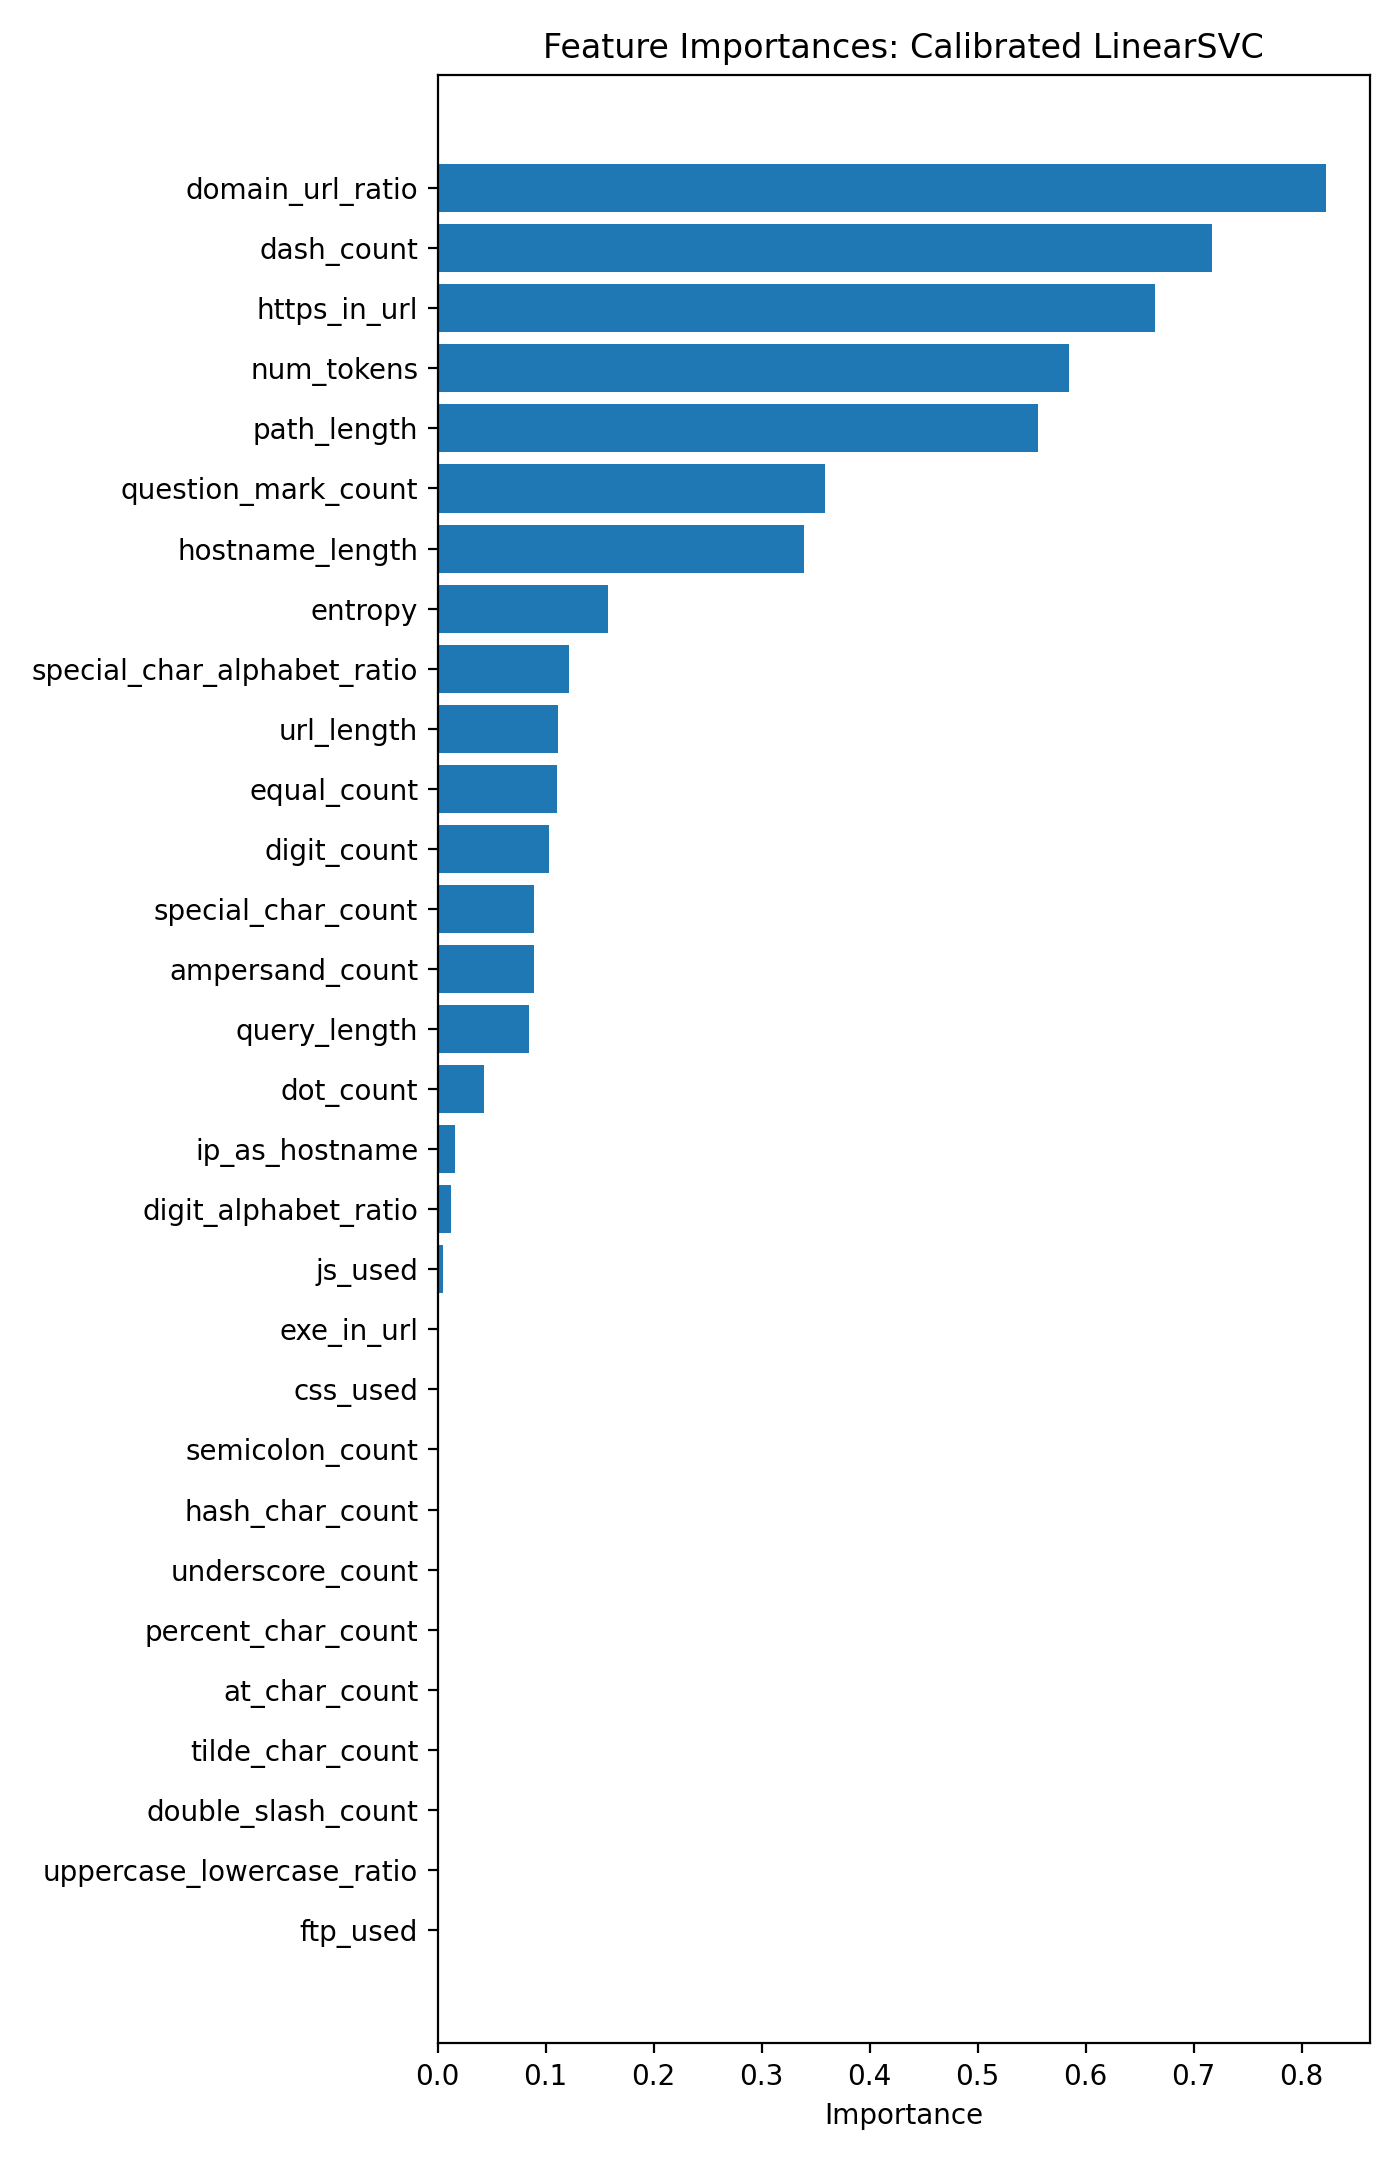 Feature Importances: Calibrated LinearSVC
domain_url_ratio
dash_count
https_in_url
num_tokens
path_length
question_mark_count
hostname_length
entropy
special_char_alphabet_ratio
url_length
equal_count
digit_count
special_char_count
ampersand_count
query_length
dot_count
ip_as_hostname
digit_alphabet_ratio
js_used
exe_in_url
css_used
semicolon_count
hash_char_count
underscore_count
percent_char_count
at_char_count
tilde_char_count
double_slash_count
uppercase_lowercase_ratio
ftp_used
0.0 0.1 0.2 0.3 0.4 0.5 0.6 0.7 0.8
Importance